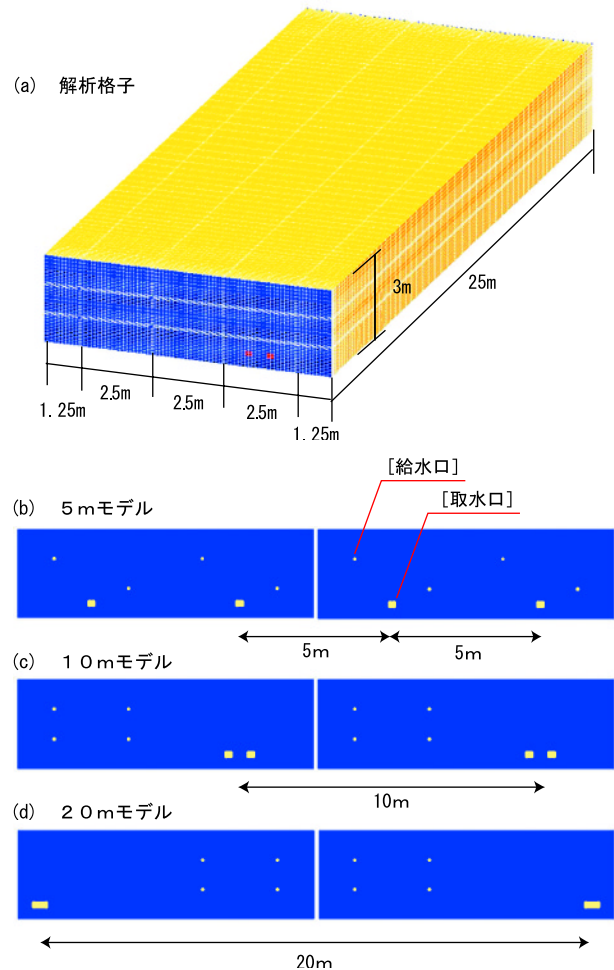 (a) 解析格子
3m
25m
1.25m
2.5m
2.5m
2.5m
1.25m
[給水口]
[取水口]
(b) 5mモデル
5m
5m
(c) 10mモデル
10m
(d) 20mモデル
20m